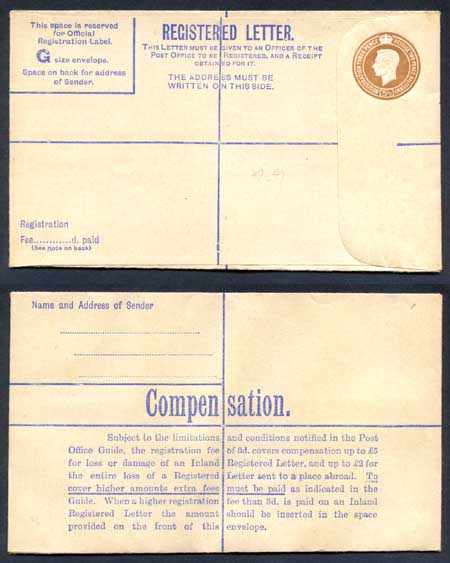 This space is reserved
for Official
Registration Label.
G size envelope.
Space on back for address
of Sender.
REGISTERED LETTER.
THIS LETTER MUST BE GIVEN TO AN OFFICER OF THE
POST OFFICE TO BE REGISTERED, AND A RECEIPT
OBTAINED FOR IT.
THE ADDRESS MUST BE
WRITTEN ON THIS SIDE.
Registration
Fee............d. paid
(See note on back)
Name and Address of Sender
Compensation.
Subject to the limitations and conditions notified in the Post
Office Guide, the registration fee of 3d. covers compensation up to £5
for loss or damage of an Inland Registered Letter, and up to £2 for
the entire loss of a Registered Letter sent to a place abroad. To
cover higher amounts extra fees must be paid as indicated in the
Guide. When a higher registration fee than 3d. is paid on an Inland
Registered Letter the amount should be inserted in the space
provided on the front of this envelope.